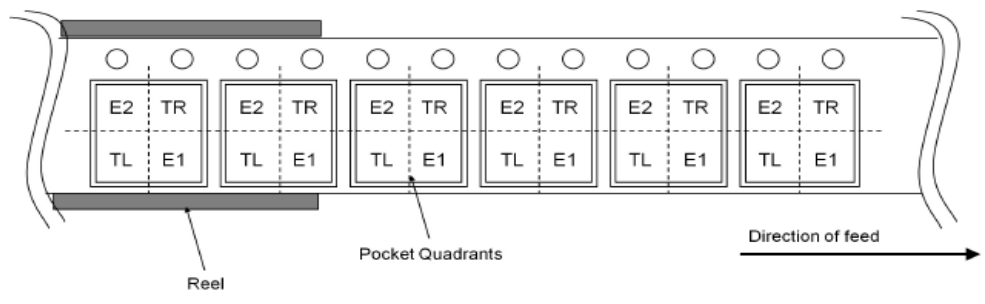 E2 TR E2 TR E2 TR E2 TR E2 TR E2 TR
TL E1 TL E1 TL E1 TL E1 TL E1 TL E1
Direction of feed
Pocket Quadrants
Reel